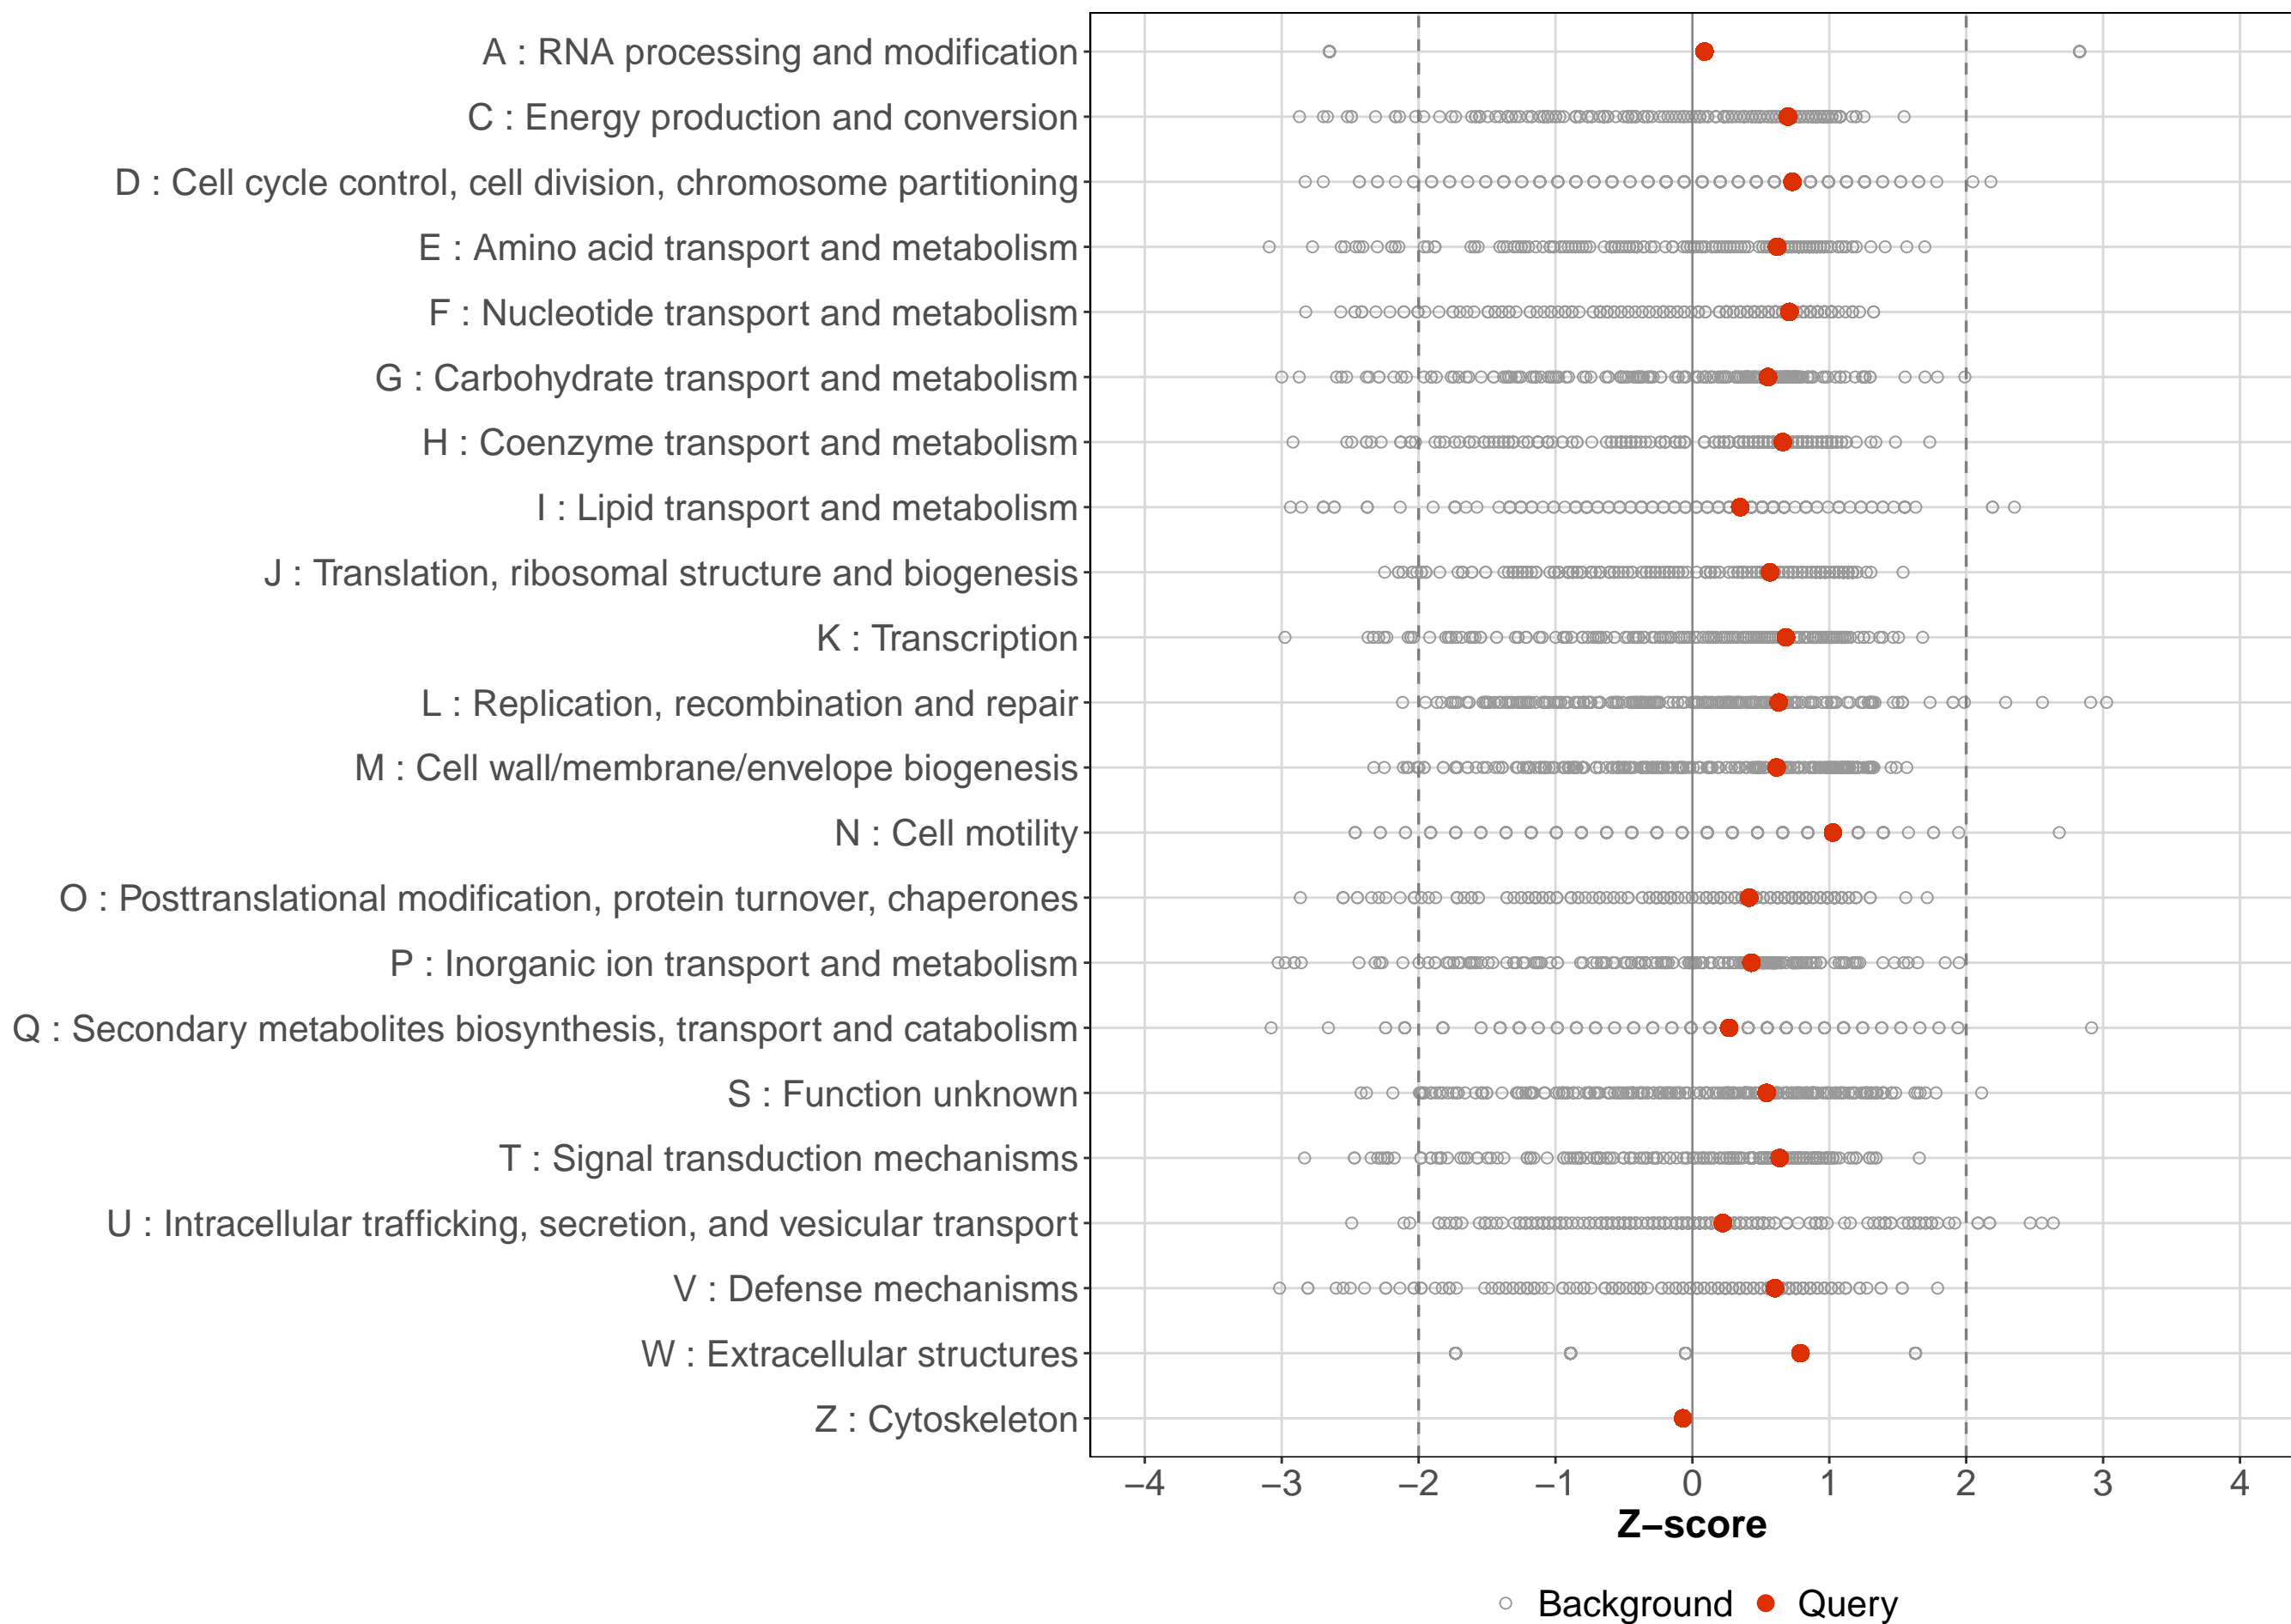 A : RNA processing and modification
C : Energy production and conversion
D : Cell cycle control, cell division, chromosome partitioning
E : Amino acid transport and metabolism
F : Nucleotide transport and metabolism
G : Carbohydrate transport and metabolism
H : Coenzyme transport and metabolism
I : Lipid transport and metabolism
J : Translation, ribosomal structure and biogenesis
K : Transcription
L : Replication, recombination and repair
M : Cell wall/membrane/envelope biogenesis
N : Cell motility
O : Posttranslational modification, protein turnover, chaperones
P : Inorganic ion transport and metabolism
Q : Secondary metabolites biosynthesis, transport and catabolism
S : Function unknown
T : Signal transduction mechanisms
U : Intracellular trafficking, secretion, and vesicular transport
V : Defense mechanisms
W : Extracellular structures
Z : Cytoskeleton
−4 −3 −2 −1 0 1 2 3 4
Z−score
Background Query